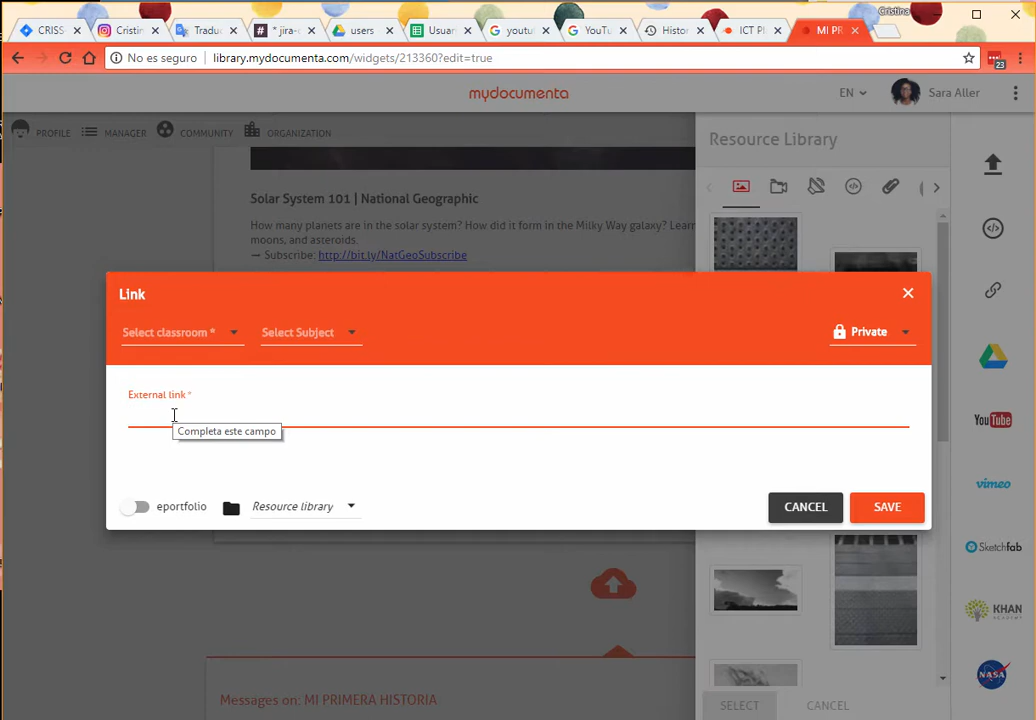 Cristina
CRISS
Cristin
Traduc
* jira-c
users
Usuar
youtu
YouTu
Histor
ICT Pl
MI PR
No es seguro
library.mydocumenta.com/widgets/213360?edit=true
23
mydocumenta
EN
Sara Aller
PROFILE
MANAGER
COMMUNITY
ORGANIZATION
Resource Library
Solar System 101 | National Geographic
How many planets are in the solar system? How did it form in the Milky Way galaxy? Learn
moons, and asteroids.
— Subscribe: http://bit.ly/NatGeoSubscribe
Link
Select classroom *
Select Subject
Private
External link *
Completa este campo
eportfolio
Resource library
CANCEL
SAVE
YouTube
vimeo
Sketchfab
KHAN
ACADEMY
NASA
Messages on: MI PRIMERA HISTORIA
SELECT
CANCEL